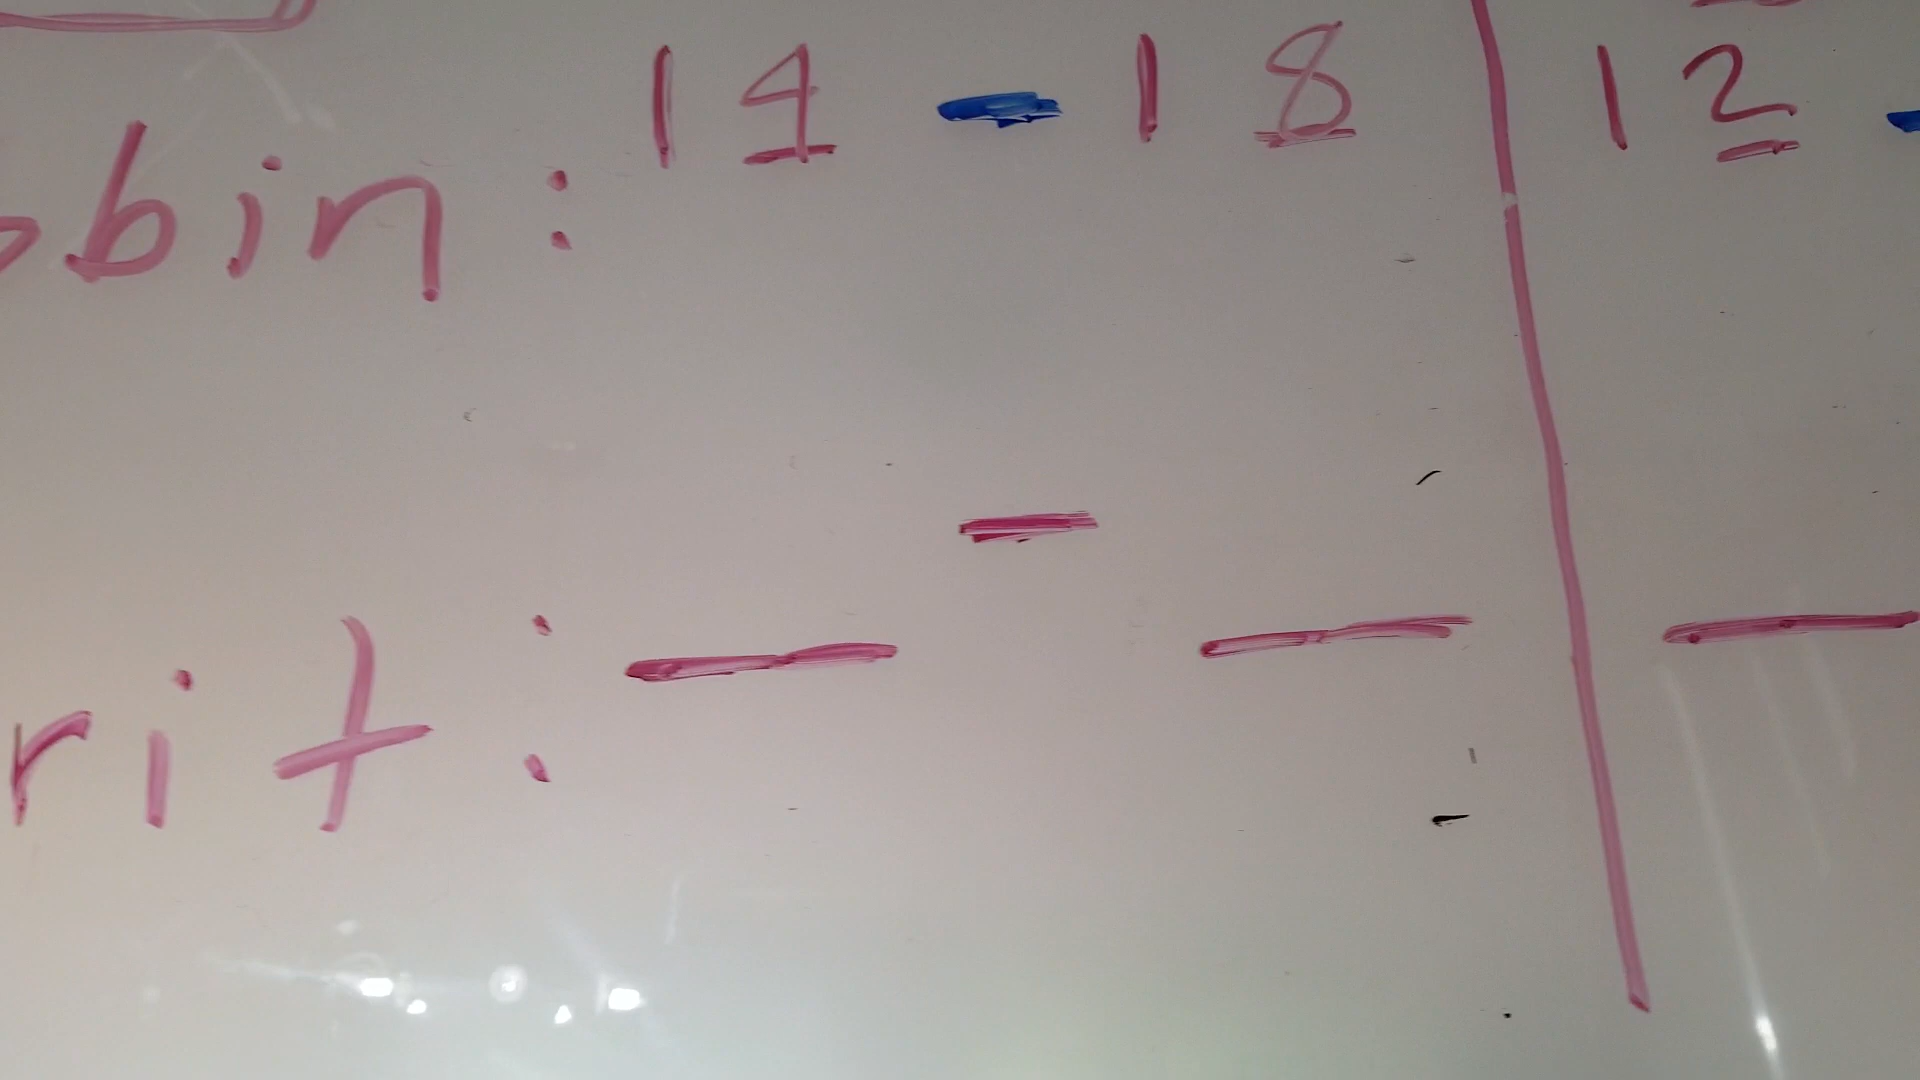 bin : 14 - 18 | 12 -
rit : _ - _ | _